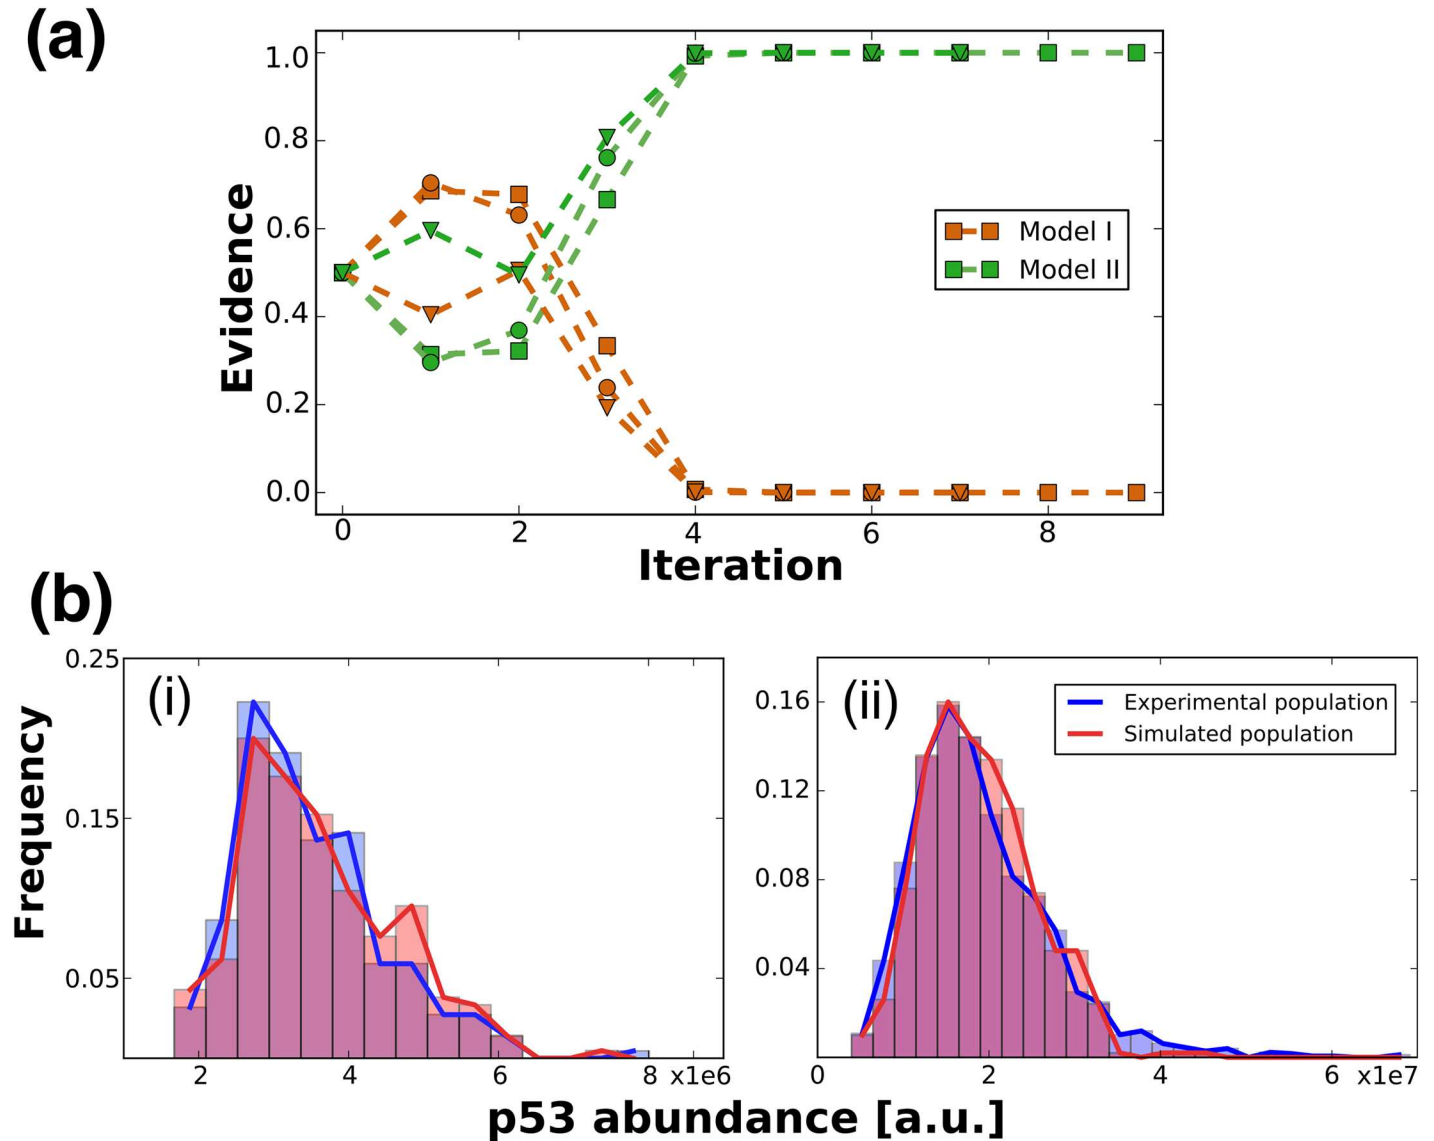 (a)
1.0
0.8
0.6
0.4
0.2
0.0
Evidence
Model I
Model II
0 2 4 6 8
Iteration
(b)
0.25
0.15
0.05
Frequency
(i)
2 4 6 8 x1e6
0.16
0.12
0.08
0.04
(ii)
Experimental population
Simulated population
0 2 4 6 x1e7
p53 abundance [a.u.]